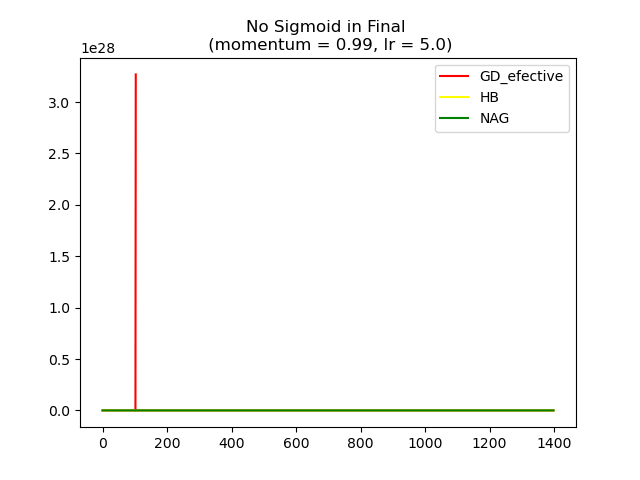 No Sigmoid in Final
(momentum = 0.99, lr = 5.0)
1e28
GD_efective
HB
NAG
3.0
2.5
2.0
1.5
1.0
0.5
0.0
0 200 400 600 800 1000 1200 1400